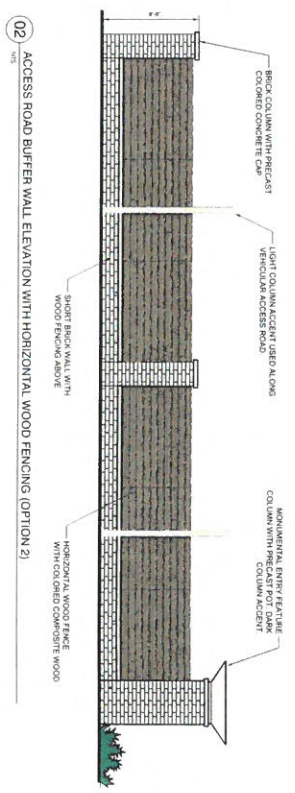 8'-0"
BRICK COLUMN WITH PRECAST
COLORED CONCRETE CAP
LIGHT COLUMN ACCENT USED ALONG
VEHICULAR ACCESS ROAD
MONUMENTAL ENTRY FEATURE
COLUMN WITH PRECAST POT. DARK
COLUMN ACCENT.
SHORT BRICK WALL WITH
WOOD FENCING ABOVE
HORIZONTAL WOOD FENCE
WITH COLORED COMPOSITE WOOD
02
ACCESS ROAD BUFFER WALL ELEVATION WITH HORIZONTAL WOOD FENCING (OPTION 2)
NTS